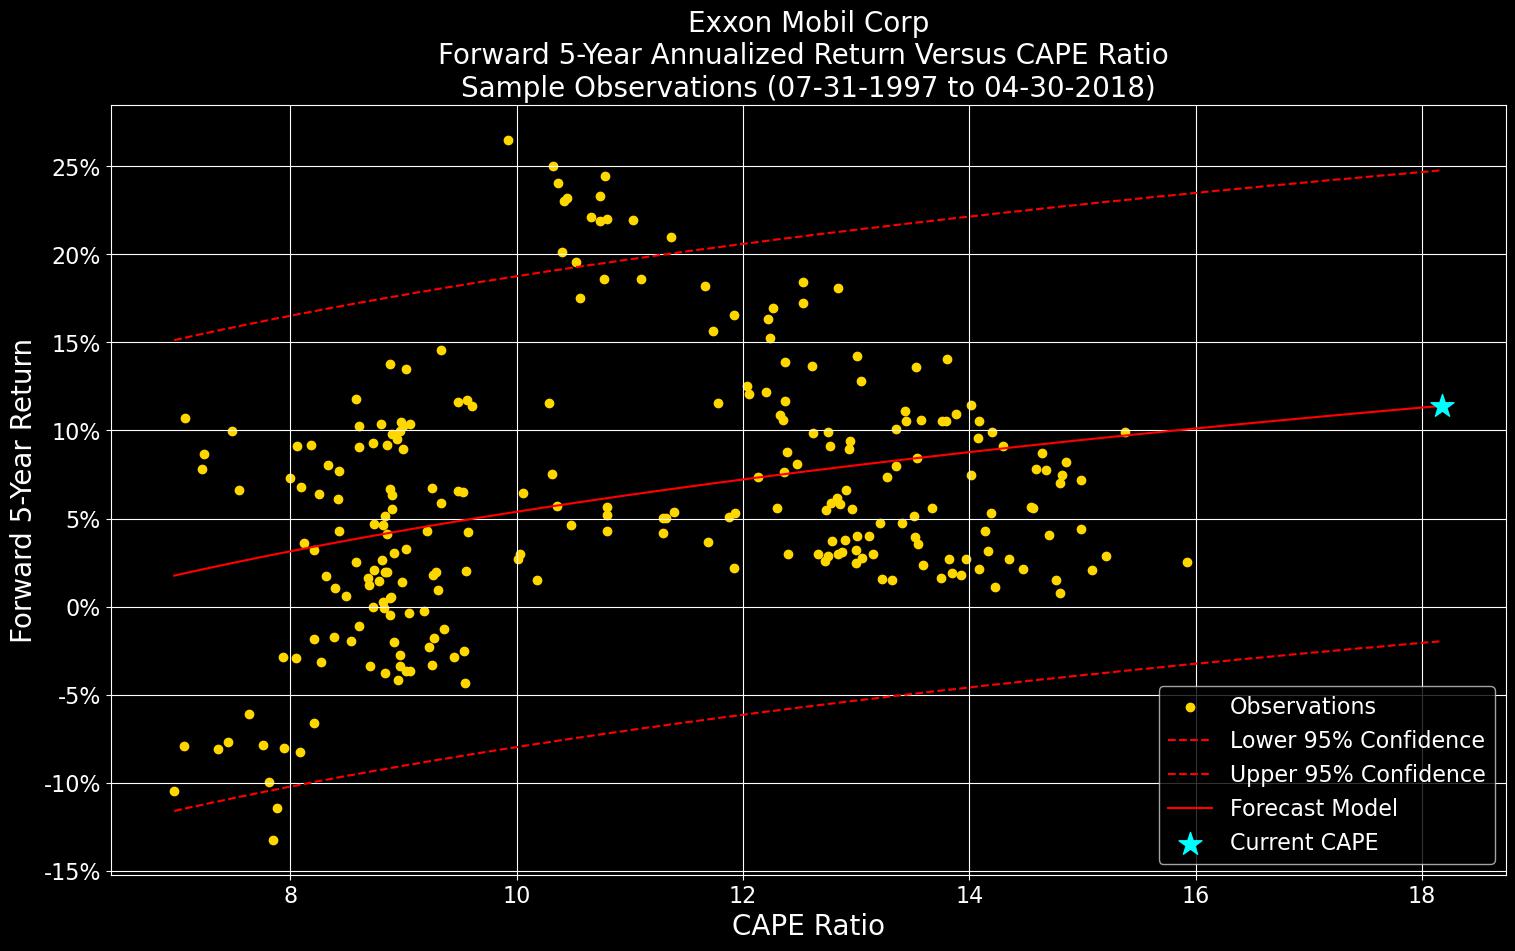 Exxon Mobil Corp
Forward 5-Year Annualized Return Versus CAPE Ratio
Sample Observations (07-31-1997 to 04-30-2018)
Forward 5-Year Return
25%
20%
15%
10%
5%
0%
-5%
-10%
-15%
Observations
Lower 95% Confidence
Upper 95% Confidence
Forecast Model
Current CAPE
8 10 12 14 16 18
CAPE Ratio